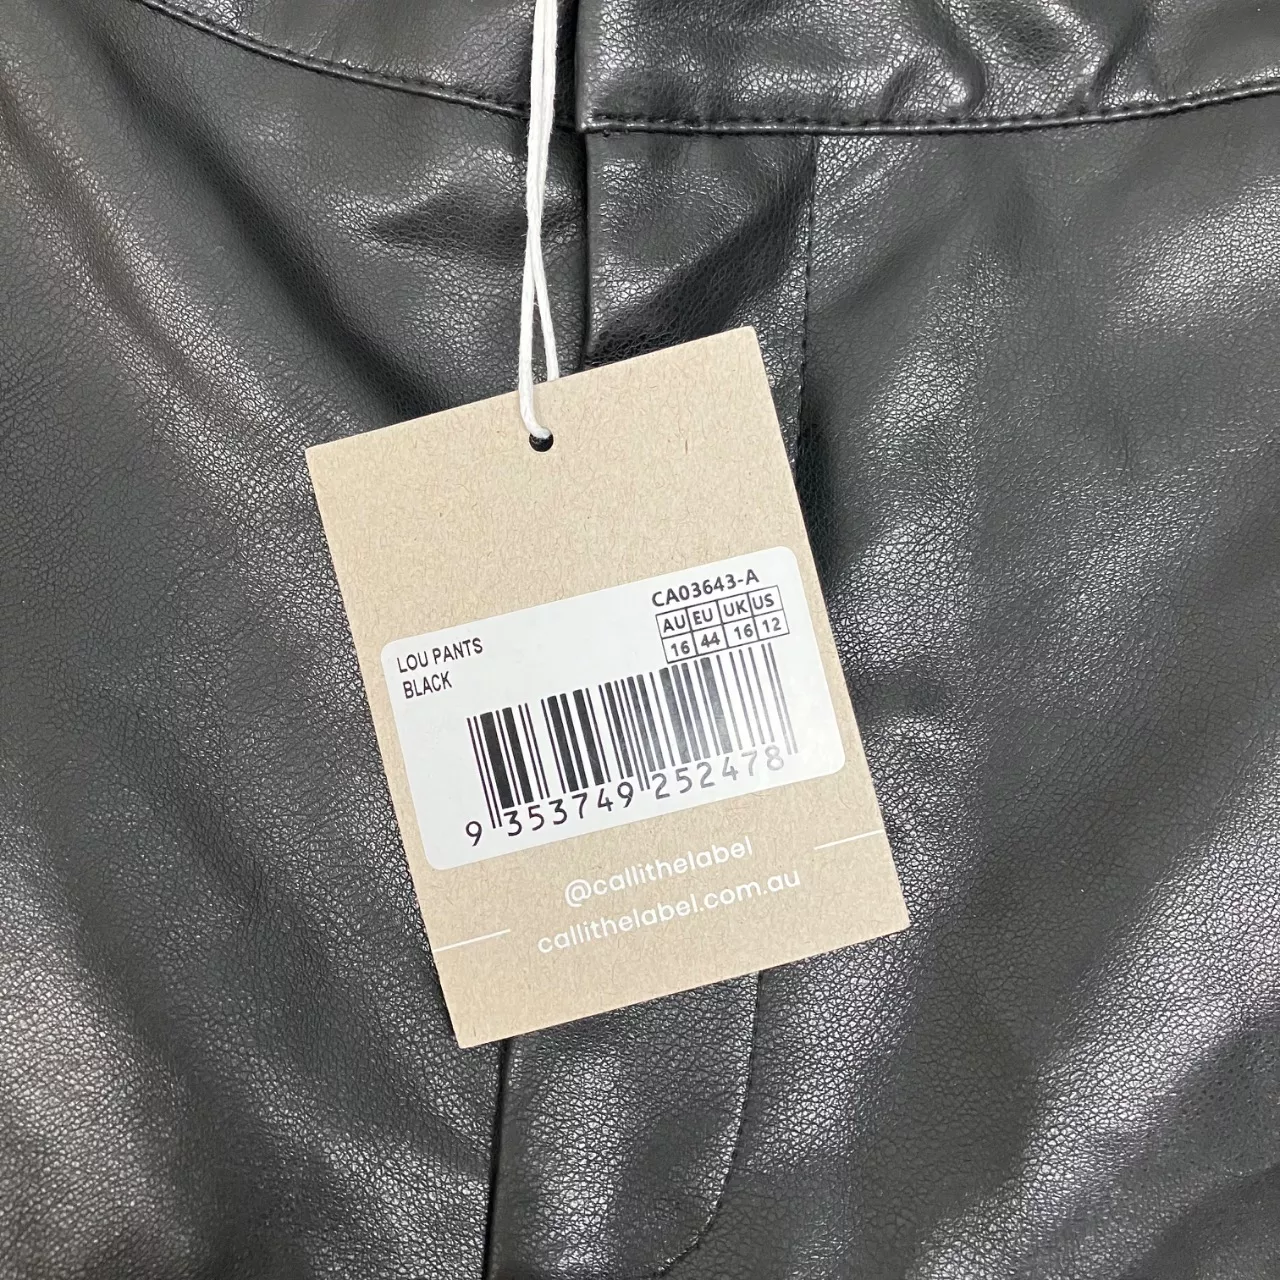 CA03643-A
AU EU UK US
16 44 16 12
LOU PANTS
BLACK
9 353749 252478
@callithelabel
callithelabel.com.au